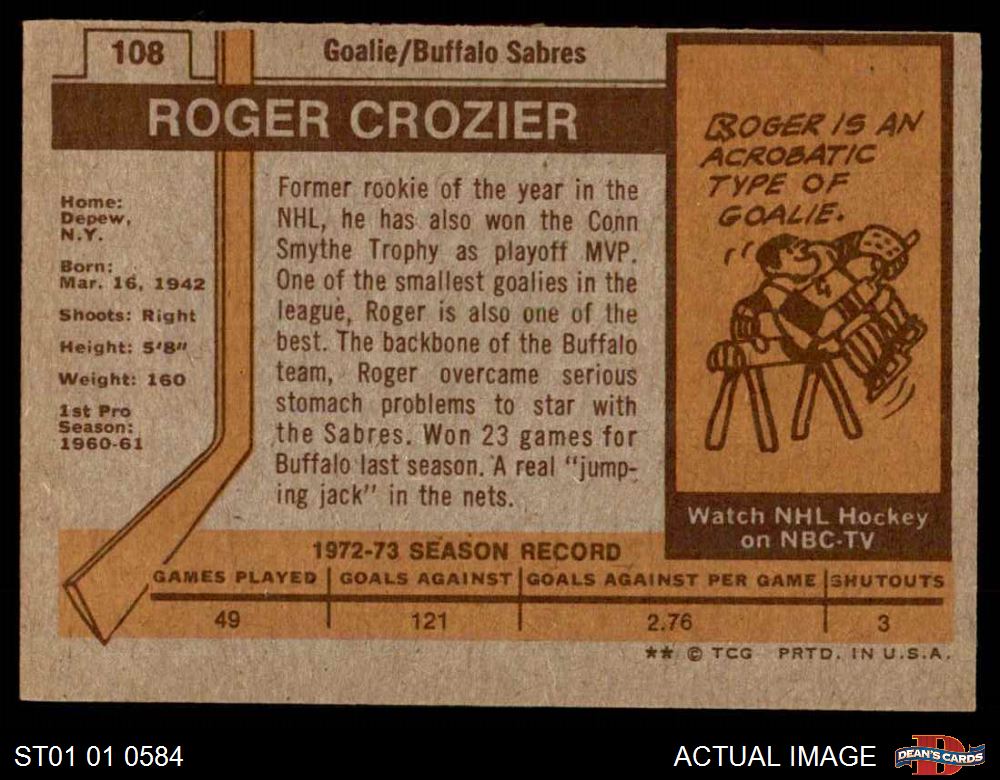 108
Goalie/Buffalo Sabres
ROGER CROZIER
Home:
Depew,
N.Y.
Born:
Mar. 16, 1942
Shoots: Right
Height: 5'8"
Weight: 160
1st Pro
Season:
1960-61
Former rookie of the year in the
NHL, he has also won the Conn
Smythe Trophy as playoff MVP.
One of the smallest goalies in the
league, Roger is also one of the
best. The backbone of the Buffalo
team, Roger overcame serious
stomach problems to star with
the Sabres. Won 23 games for
Buffalo last season. A real "jump-
ing jack" in the nets.
ROGER IS AN
ACROBATIC
TYPE OF
GOALIE.
Watch NHL Hockey
on NBC-TV
1972-73 SEASON RECORD
GAMES PLAYED GOALS AGAINST GOALS AGAINST PER GAME SHUTOUTS
49 121 2.76 3
** © TCG PRTD. IN U.S.A.
ST01 01 0584
ACTUAL IMAGE
D
DEAN'S CARDS